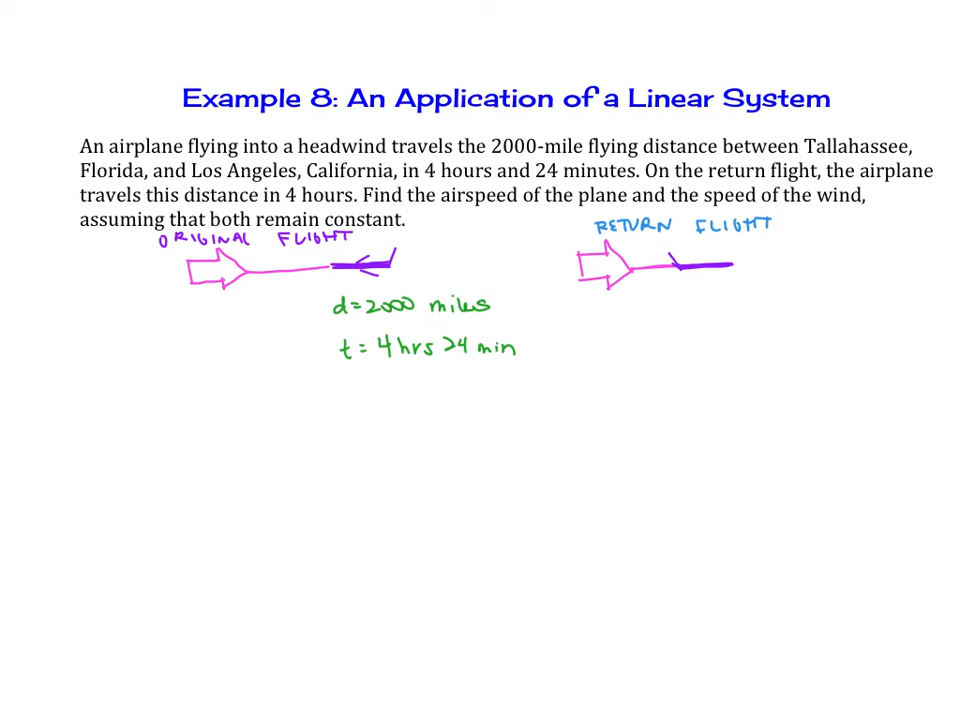 Example 8: An Application of a Linear System
An airplane flying into a headwind travels the 2000-mile flying distance between Tallahassee,
Florida, and Los Angeles, California, in 4 hours and 24 minutes. On the return flight, the airplane
travels this distance in 4 hours. Find the airspeed of the plane and the speed of the wind,
assuming that both remain constant.
ORIGINAL FLIGHT
RETURN FLIGHT
d=2000 miles
t = 4 hrs 24 min